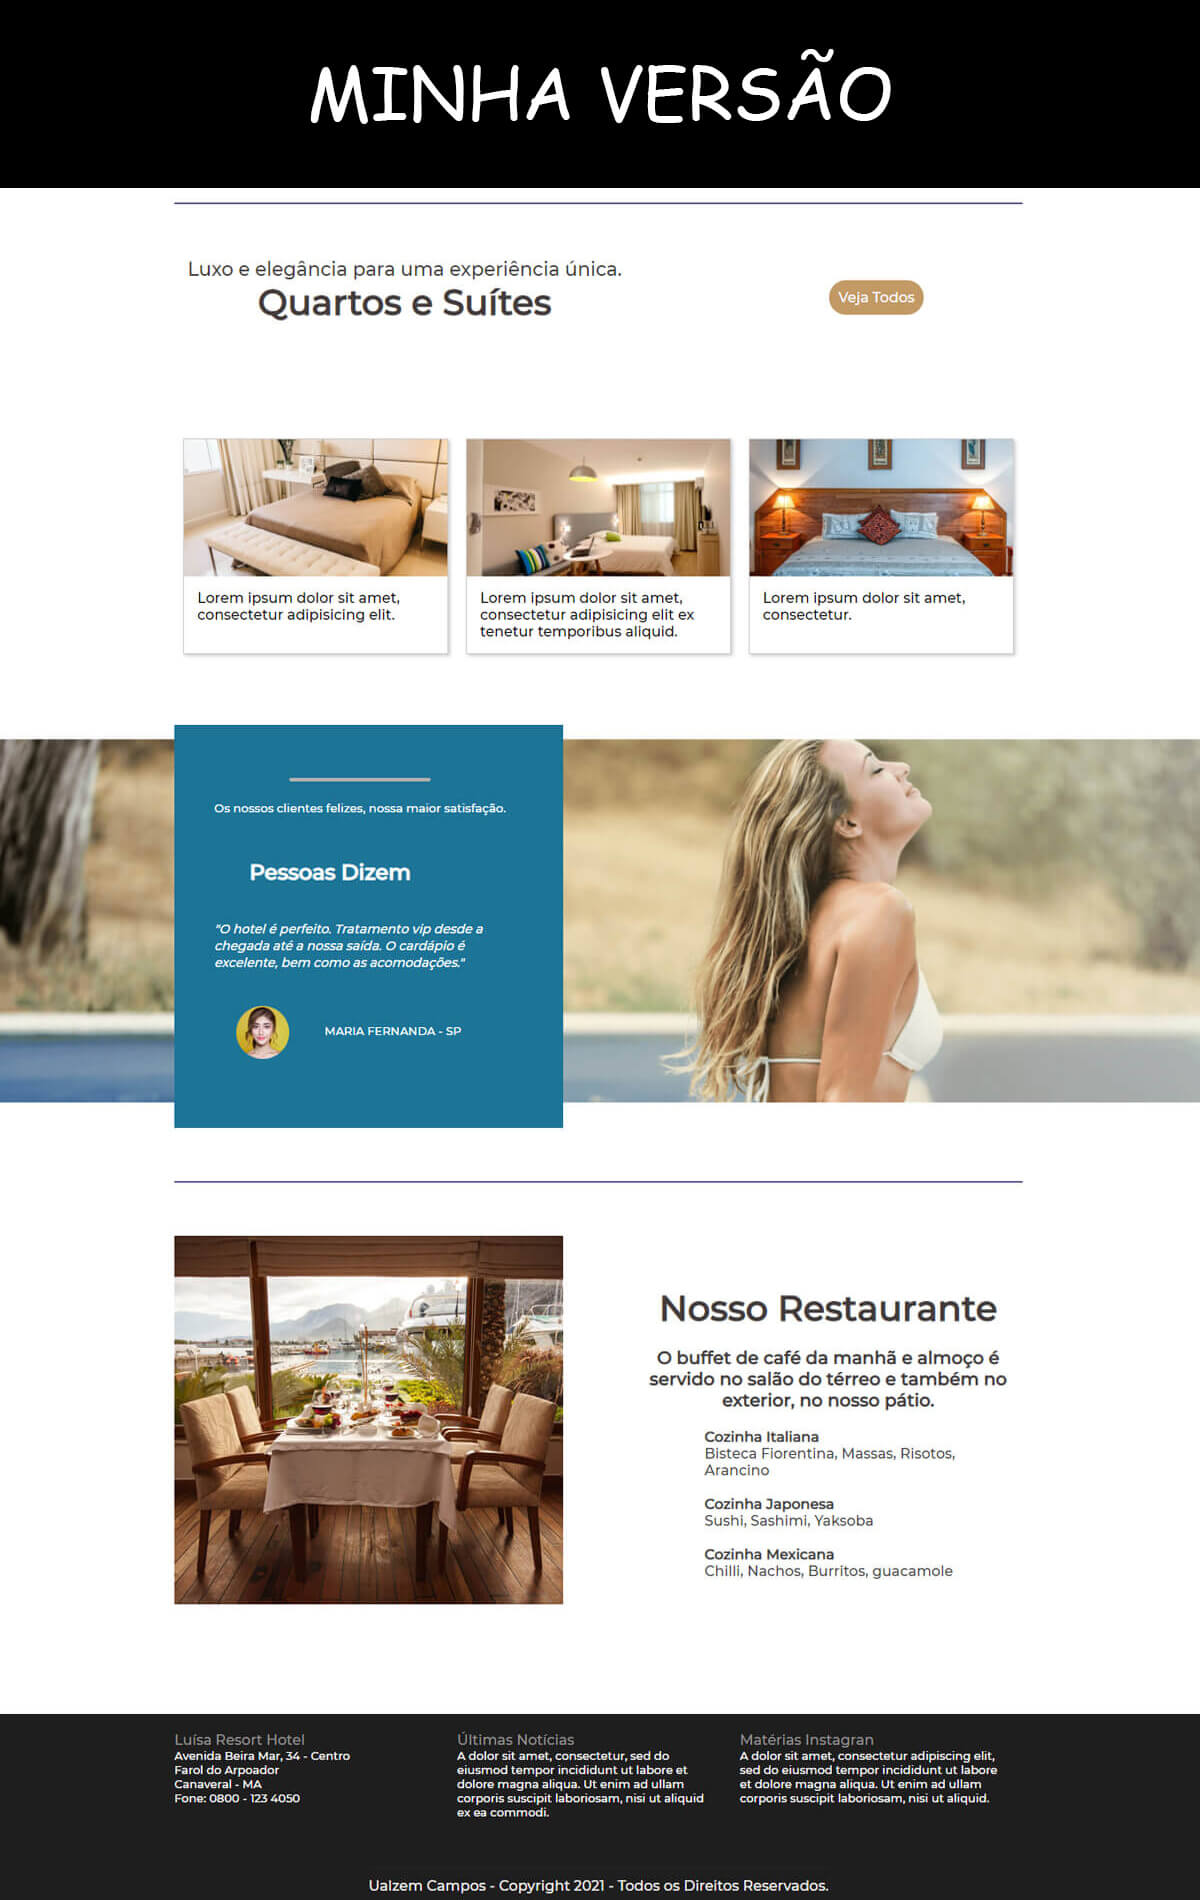 MINHA VERSÃO
Luxo e elegância para uma experiência única.
Quartos e Suítes
Veja Todos
Lorem ipsum dolor sit amet,
consectetur adipisicing elit.
Lorem ipsum dolor sit amet,
consectetur adipisicing elit ex
tenetur temporibus aliquid.
Lorem ipsum dolor sit amet,
consectetur.
Os nossos clientes felizes, nossa maior satisfação.
Pessoas Dizem
"O hotel é perfeito. Tratamento vip desde a
chegada até a nossa saída. O cardápio é
excelente, bem como as acomodações."
MARIA FERNANDA - SP
Nosso Restaurante
O buffet de café da manhã e almoço é
servido no salão do térreo e também no
exterior, no nosso pátio.
Cozinha Italiana
Bisteca Fiorentina, Massas, Risotos,
Arancino
Cozinha Japonesa
Sushi, Sashimi, Yaksoba
Cozinha Mexicana
Chilli, Nachos, Burritos, guacamole
Luísa Resort Hotel
Avenida Beira Mar, 34 - Centro
Farol do Arpoador
Canaveral - MA
Fone: 0800 - 123 4050
Últimas Notícias
A dolor sit amet, consectetur, sed do
eiusmod tempor incididunt ut labore et
dolore magna aliqua. Ut enim ad ullam
corporis suscipit laboriosam, nisi ut aliquid
ex ea commodi.
Matérias Instagran
A dolor sit amet, consectetur adipiscing elit,
sed do eiusmod tempor incididunt ut labore
et dolore magna aliqua. Ut enim ad ullam
corporis suscipit laboriosam, nisi ut aliquid.
Ualzem Campos - Copyright 2021 - Todos os Direitos Reservados.